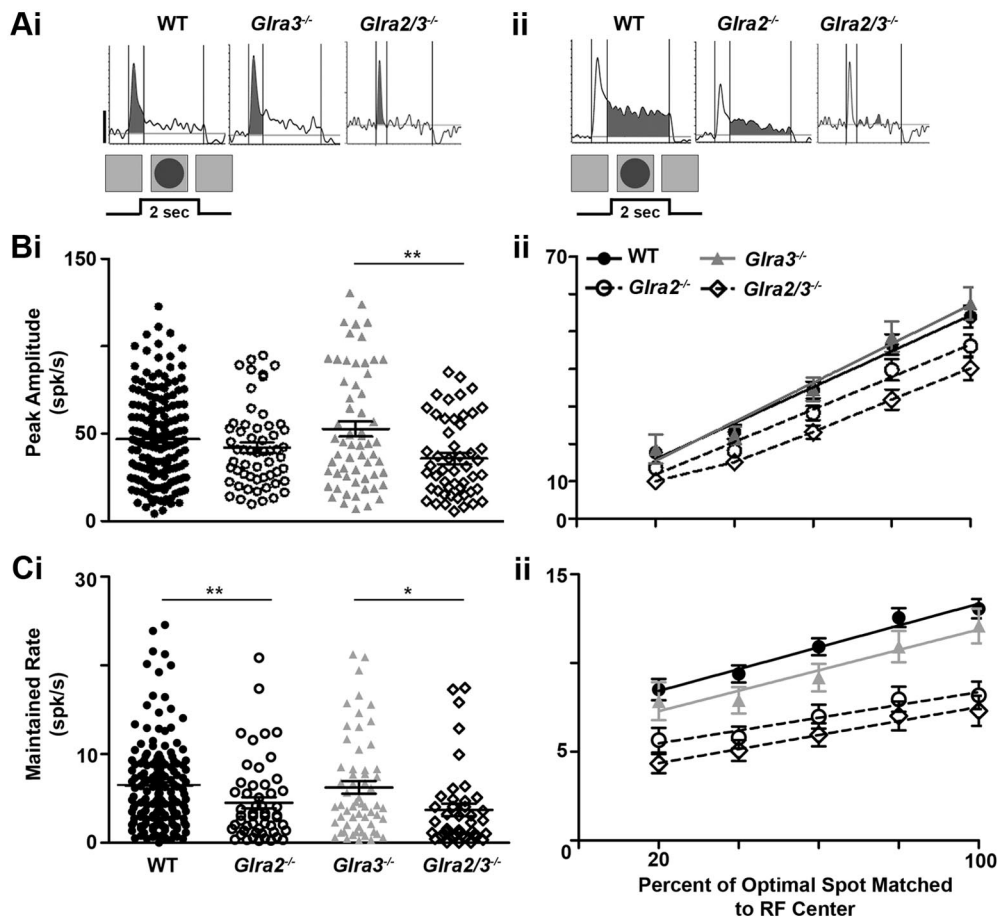 Ai
WT Glra3-/- Glra2/3-/-
2 sec
ii
WT Glra2-/- Glra2/3-/-
2 sec
Bi
Peak Amplitude
(spk/s)
150
50
0
**
ii
70
10
0
WT
Glra3-/-
Glra2-/-
Glra2/3-/-
Ci
Maintained Rate
(spk/s)
30
10
0
** *
WT Glra2-/- Glra3-/- Glra2/3-/-
ii
15
5
0
20 100
Percent of Optimal Spot Matched
to RF Center